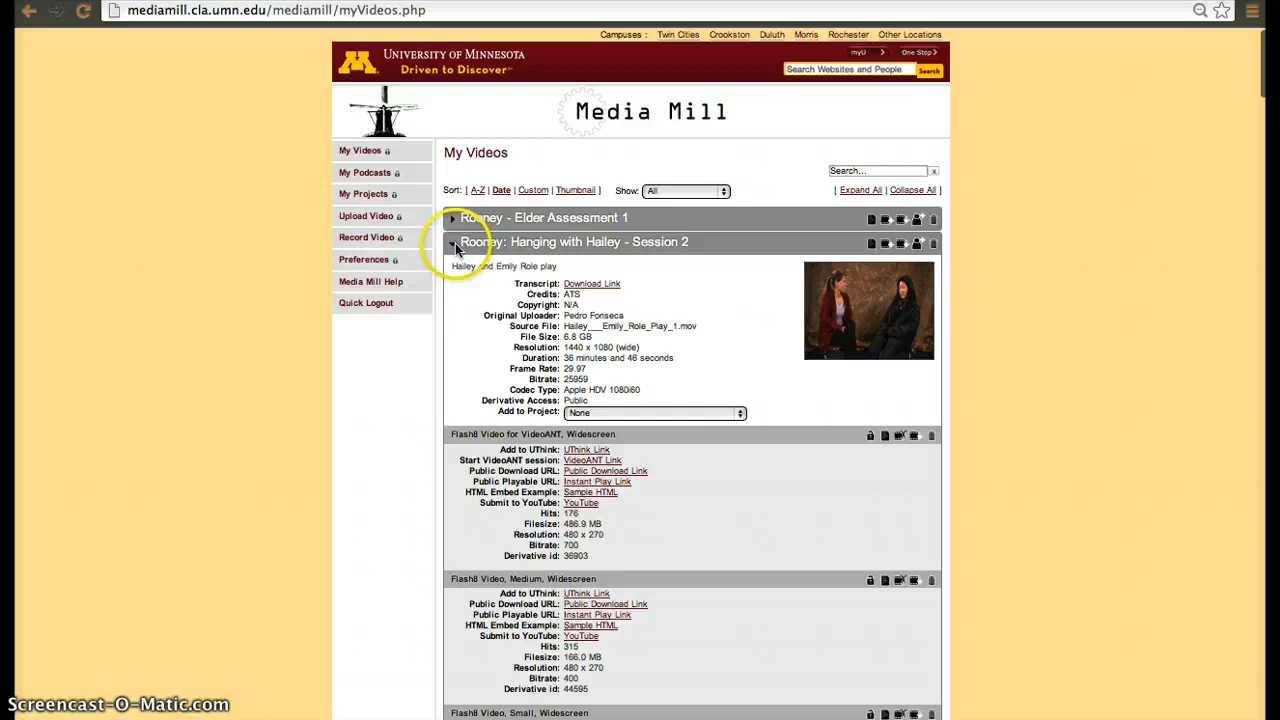 mediamill.cla.umn.edu/mediamill/myVideos.php
Campuses : Twin Cities Crookston Duluth Morris Rochester Other Locations
UNIVERSITY OF MINNESOTA
Driven to Discover℠
myU One Stop
Search Websites and People Search
Media Mill
My Videos
My Podcasts
My Projects
Upload Video
Record Video
Preferences
Media Mill Help
Quick Logout
My Videos
Search... x
Sort: [ A-Z | Date | Custom | Thumbnail ] Show: All [ Expand All | Collapse All ]
Rooney - Elder Assessment 1
Rooney: Hanging with Hailey - Session 2
Hailey and Emily Role play
Transcript: Download Link
Credits: ATS
Copyright: N/A
Original Uploader: Pedro Fonseca
Source File: Hailey___Emily_Role_Play_1.mov
File Size: 6.8 GB
Resolution: 1440 x 1080 (wide)
Duration: 36 minutes and 46 seconds
Frame Rate: 29.97
Bitrate: 25959
Codec Type: Apple HDV 1080i60
Derivative Access: Public
Add to Project: None
Flash8 Video for VideoANT, Widescreen
Add to UThink: UThink Link
Start VideoANT session: VideoANT Link
Public Download URL: Public Download Link
Public Playable URL: Instant Play Link
HTML Embed Example: Sample HTML
Submit to YouTube: YouTube
Hits: 176
Filesize: 486.9 MB
Resolution: 480 x 270
Bitrate: 700
Derivative id: 36903
Flash8 Video, Medium, Widescreen
Add to UThink: UThink Link
Public Download URL: Public Download Link
Public Playable URL: Instant Play Link
HTML Embed Example: Sample HTML
Submit to YouTube: YouTube
Hits: 315
Filesize: 166.0 MB
Resolution: 480 x 270
Bitrate: 400
Derivative id: 44595
Flash8 Video, Small, Widescreen
Screencast-O-Matic.com